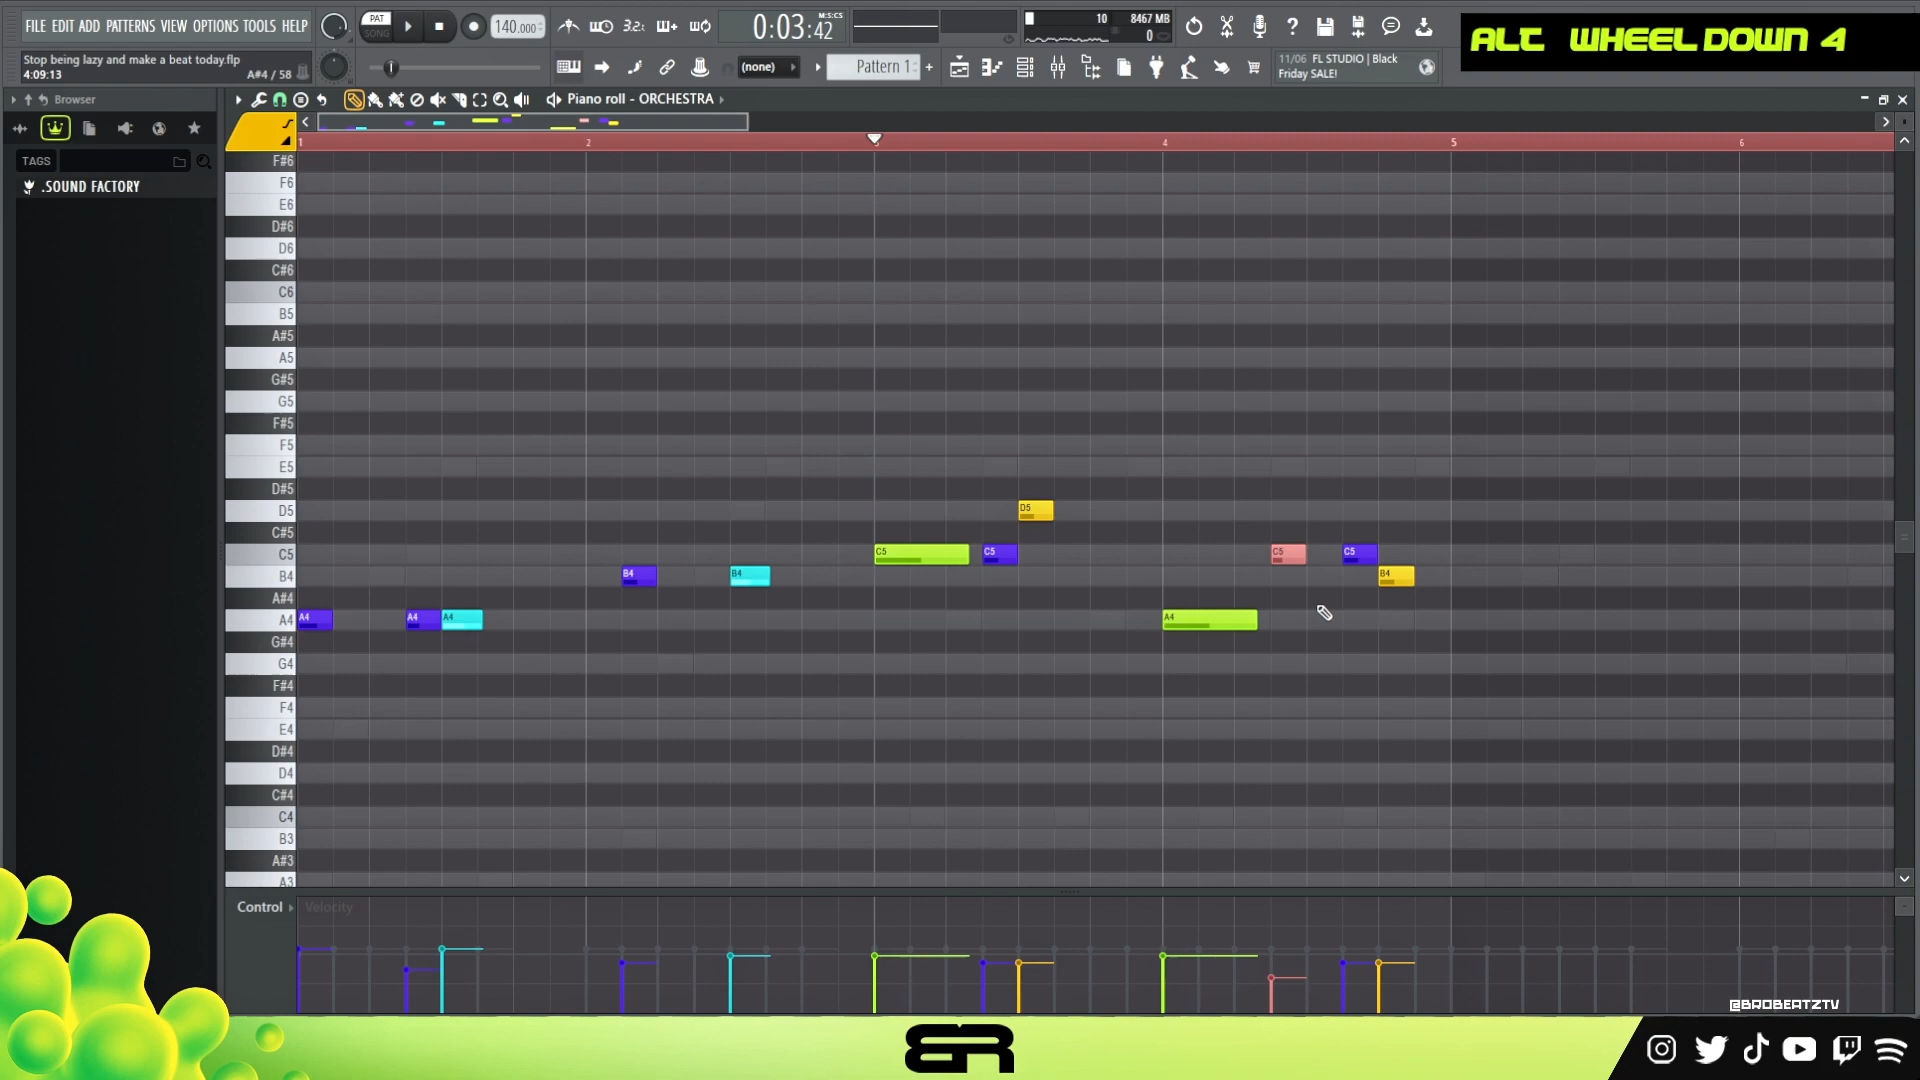 FILE EDIT ADD PATTERNS VIEW OPTIONS TOOLS HELP
PAT
SONG
140.000
3.2.
0:03:42
M:S:CS
10
8467 MB
0
ALT WHEEL DOWN 4
Stop being lazy and make a beat today.flp
4:09:13
A#4 / 58
(none)
Pattern 1
11/06 FL STUDIO | Black
Friday SALE!
Browser
Piano roll - ORCHESTRA
TAGS
.SOUND FACTORY
1
2
3
4
5
6
F#6
F6
E6
D#6
D6
C#6
C6
B5
A#5
A5
G#5
G5
F#5
F5
E5
D#5
D5
D5
C#5
C5
C5
C5
C5
C5
B4
B4
B4
B4
A#4
A4
A4
A4
A4
A4
G#4
G4
F#4
F4
E4
D#4
D4
C#4
C4
B3
A#3
A3
Control
Velocity
@BROBEATZTV
BR